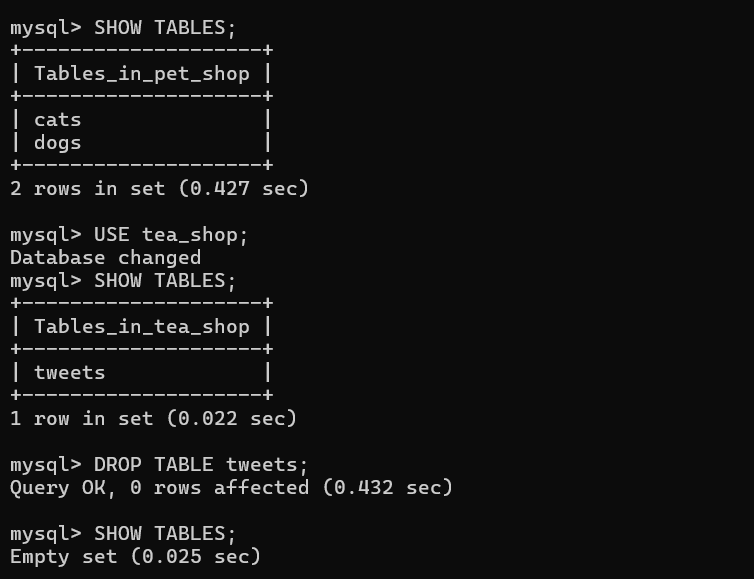 mysql> SHOW TABLES;
+--------------------+
| Tables_in_pet_shop |
+--------------------+
| cats               |
| dogs               |
+--------------------+
2 rows in set (0.427 sec)

mysql> USE tea_shop;
Database changed
mysql> SHOW TABLES;
+--------------------+
| Tables_in_tea_shop |
+--------------------+
| tweets             |
+--------------------+
1 row in set (0.022 sec)

mysql> DROP TABLE tweets;
Query OK, 0 rows affected (0.432 sec)

mysql> SHOW TABLES;
Empty set (0.025 sec)